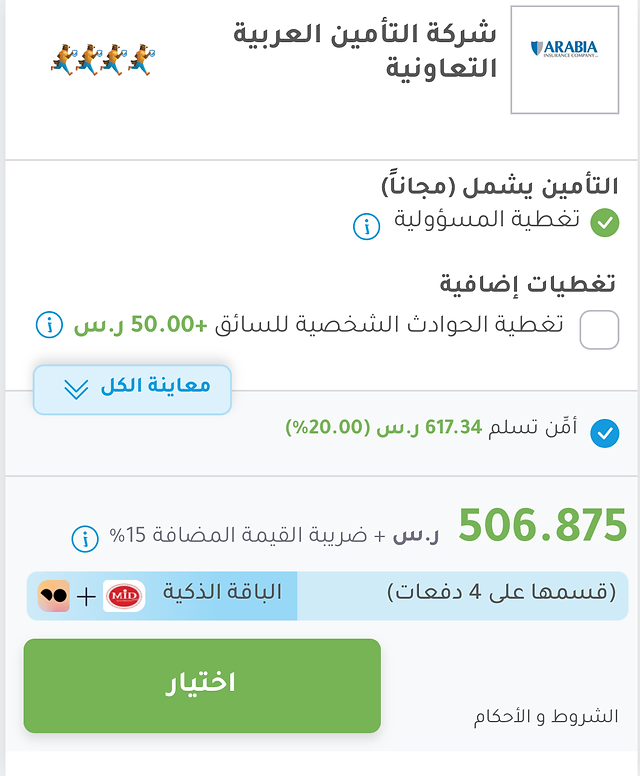 شركة التأمين العربية
التعاونية
ARABIA
INSURANCE COMPANY...
التأمين يشمل (مجاناً)
تغطية المسؤولية
تغطيات إضافية
تغطية الحوادث الشخصية للسائق +50.00 ر.س
معاينة الكل
أمِّن تسلم 617.34 ر.س (20.00%)
506.875 ر.س + ضريبة القيمة المضافة 15%
(قسمها على 4 دفعات) الباقة الذكية MID +
اختيار
الشروط و الأحكام